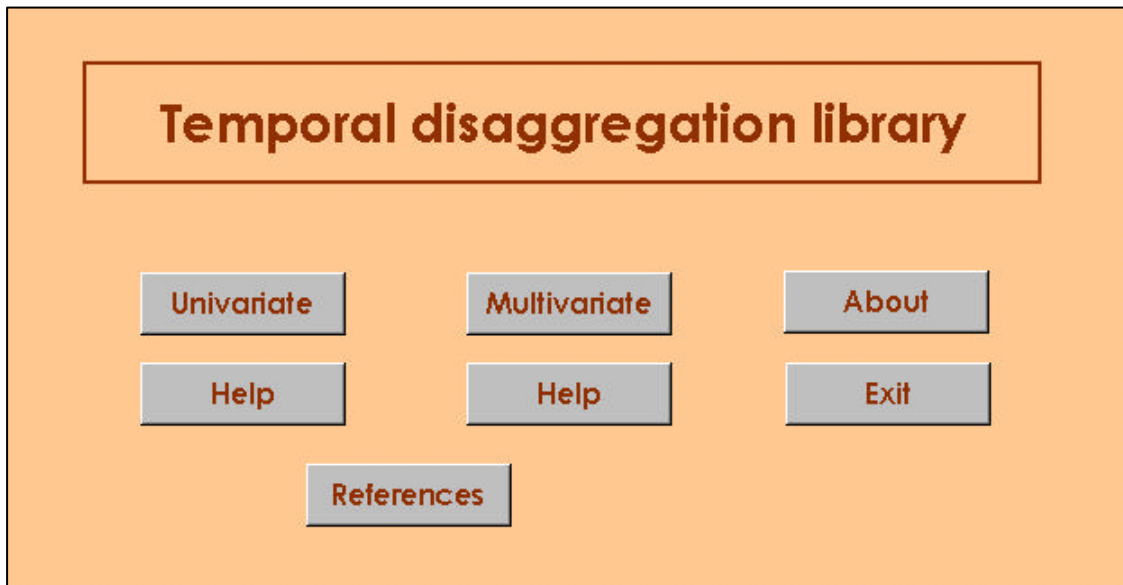 Temporal disaggregation library
Univariate
Multivariate
About
Help
Help
Exit
References